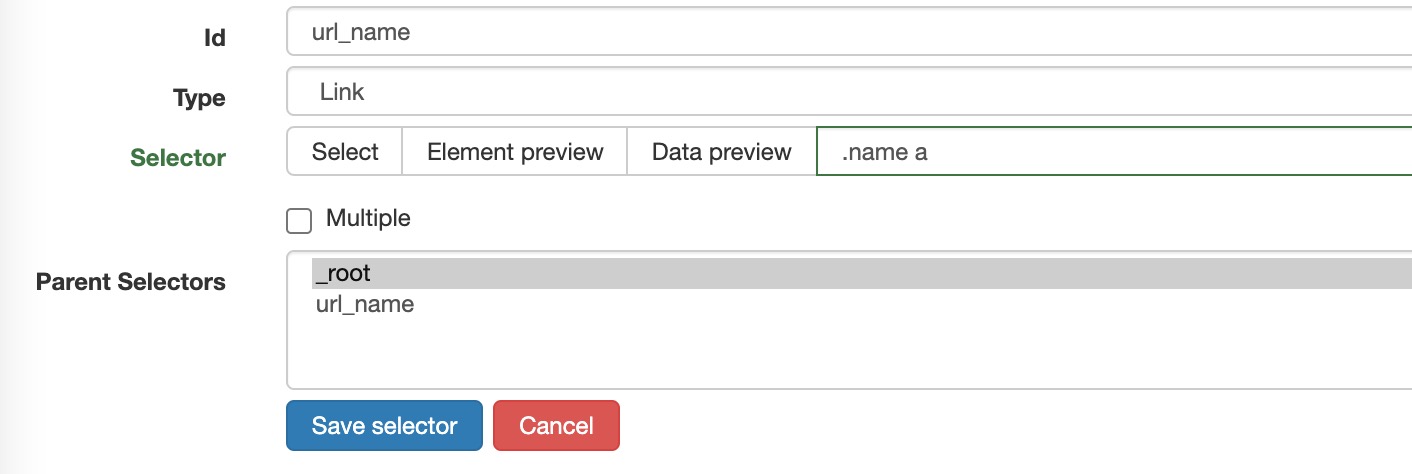 Id url_name
Type Link
Selector Select Element preview Data preview .name a
Multiple
Parent Selectors _root
url_name
Save selector Cancel